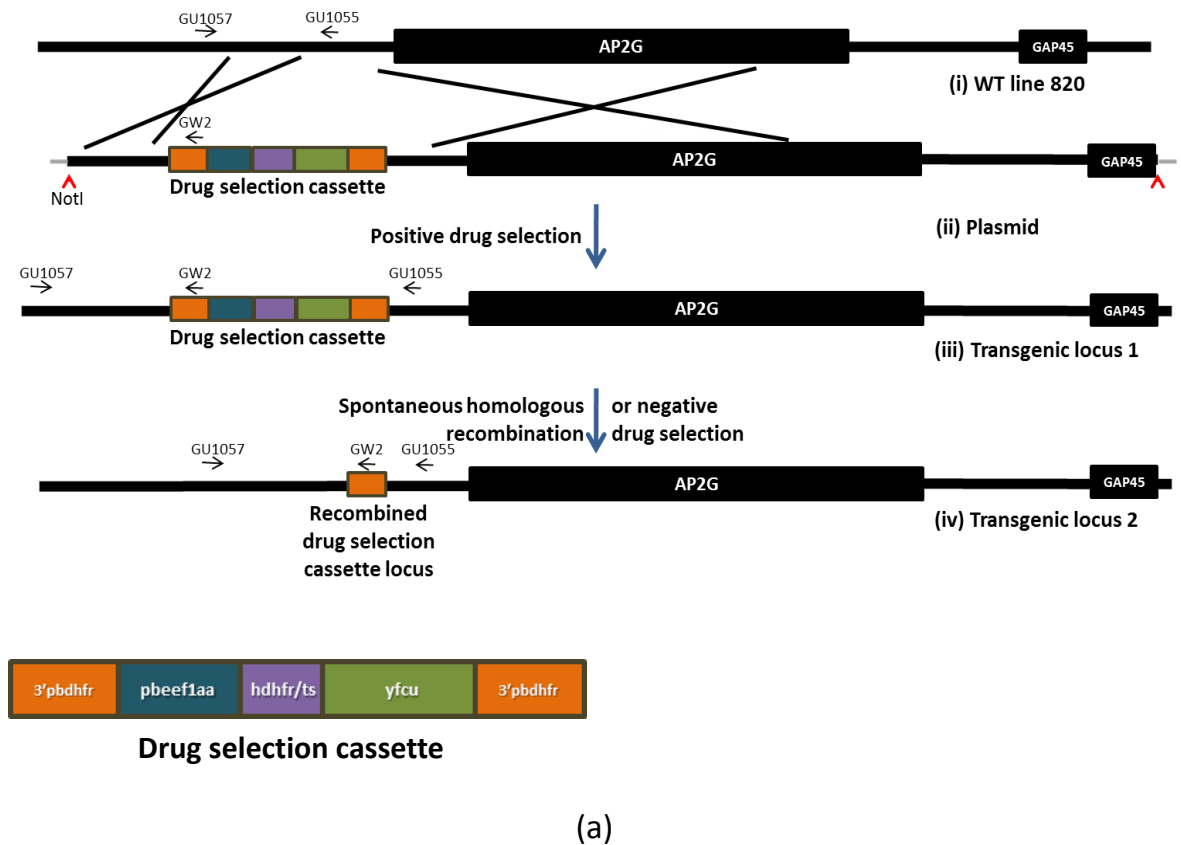 GU1057
GU1055
AP2G
GAP45
(i) WT line 820
GW2
AP2G
GAP45
Drug selection cassette
NotI
(ii) Plasmid
Positive drug selection
GU1057
GW2
GU1055
AP2G
GAP45
Drug selection cassette
(iii) Transgenic locus 1
Spontaneous homologous
recombination
or negative
drug selection
GU1057
GW2
GU1055
AP2G
GAP45
Recombined
drug selection
cassette locus
(iv) Transgenic locus 2
3'pbdhfr
pbeef1aa
hdhfr/ts
yfcu
3'pbdhfr
Drug selection cassette
(a)